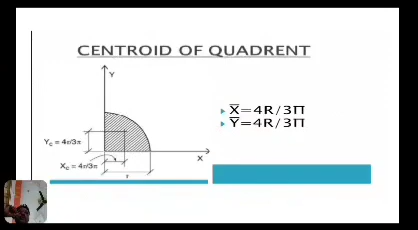 CENTROID OF QUADRENT
Y
X̅=4R/3Π
Y̅=4R/3Π
Yc = 4r/3π
X
Xc = 4r/3π
r